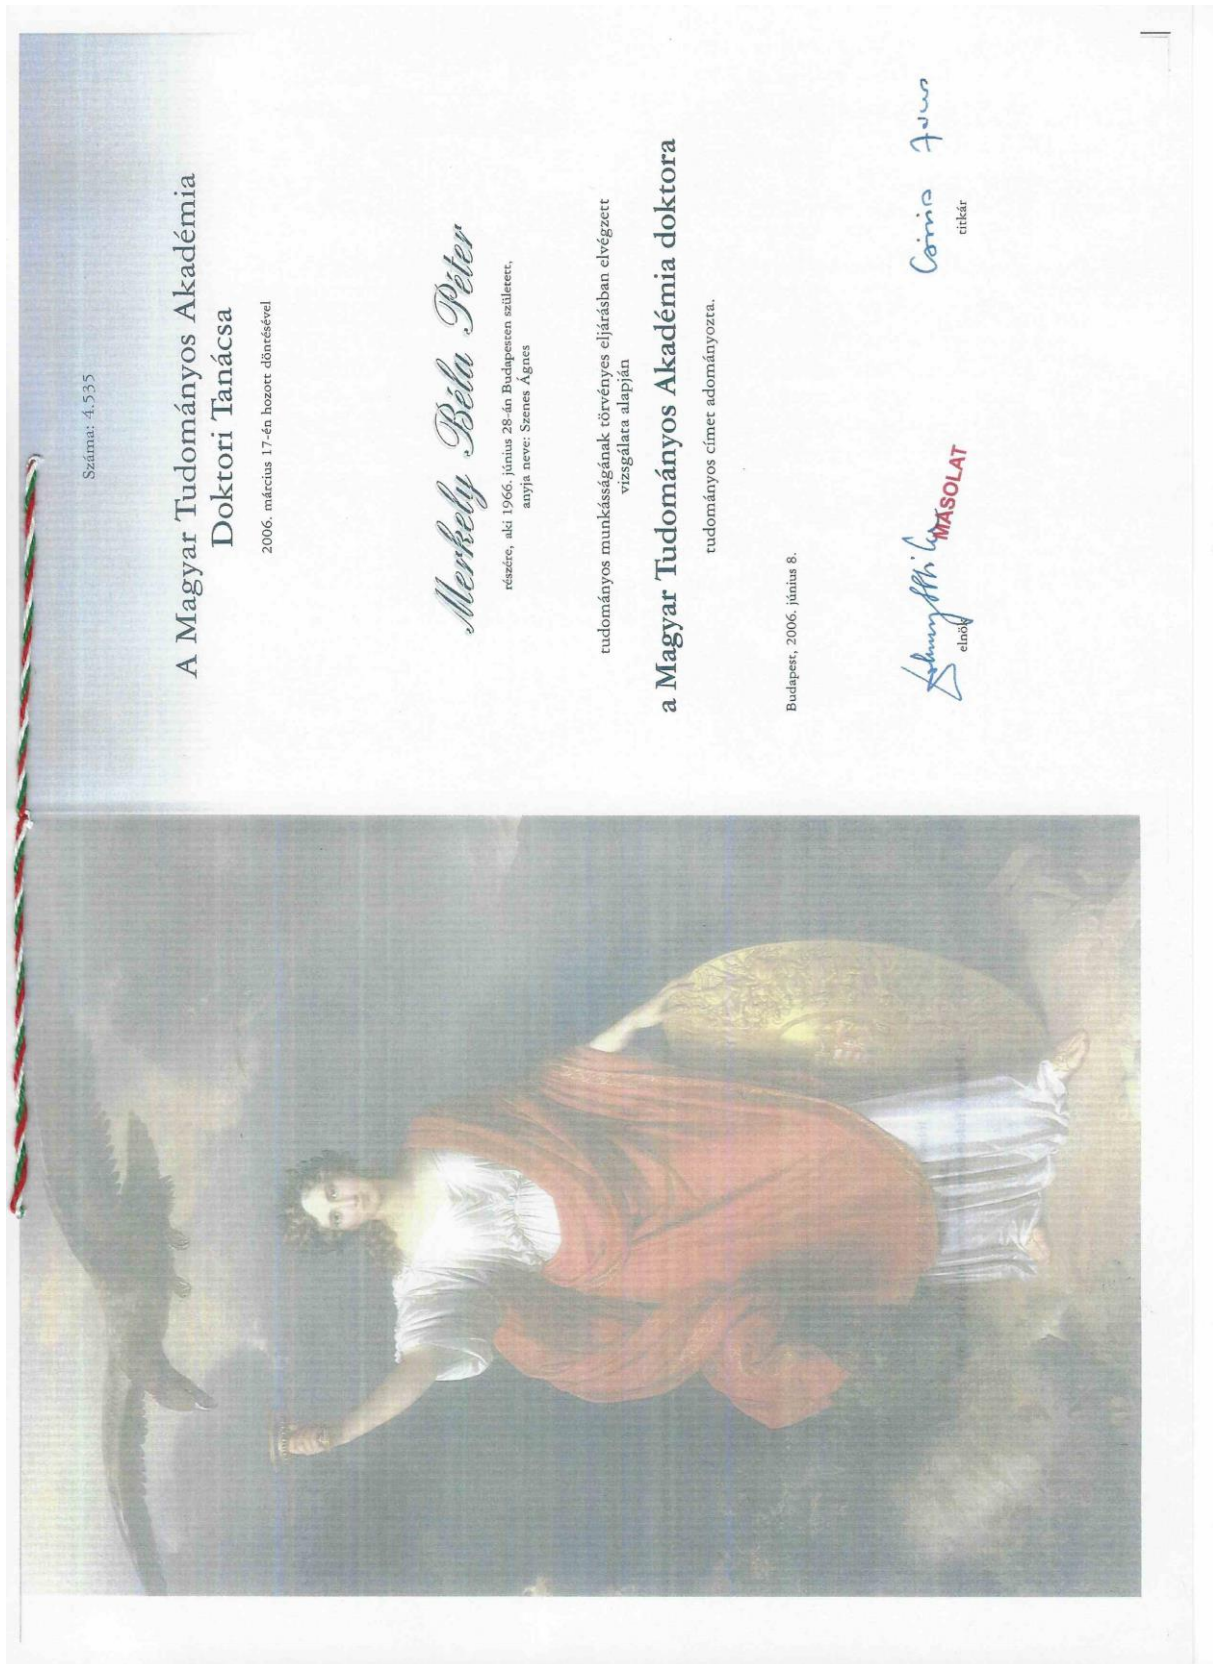 Száma: 4.535
A Magyar Tudományos Akadémia
Doktori Tanácsa
2006. március 17-én hozott döntésével
Merkely Béla Péter
részére, aki 1966. június 28-án Budapesten született,
anyja neve: Szenes Ágnes
tudományos munkásságának törvényes eljárásban elvégzett
vizsgálata alapján
a Magyar Tudományos Akadémia doktora
tudományos címet adományozta.
Budapest, 2006. június 8.
MÁSOLAT
elnök
titkár